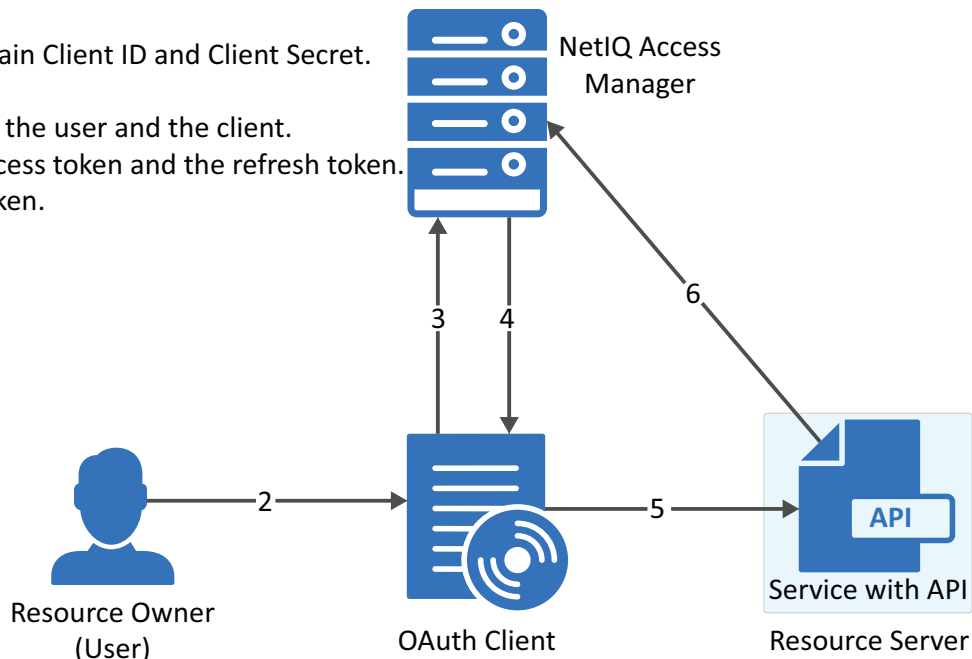 ain Client ID and Client Secret.
the user and the client.
cess token and the refresh token.
ken.
NetIQ Access
Manager
3
4
6
2
5
API
Service with API
Resource Owner
(User)
OAuth Client
Resource Server